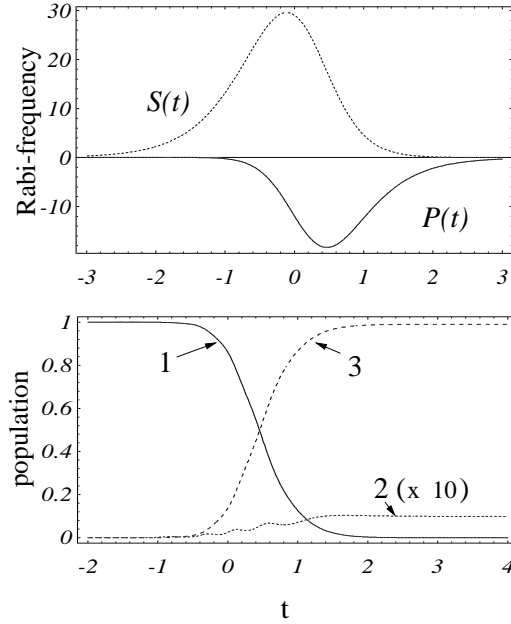 30
20
10
0
-10
Rabi-frequency
S(t)
P(t)
-3 -2 -1 0 1 2 3
1
0.8
0.6
0.4
0.2
0
population
1
3
2 (x 10)
-2 -1 0 1 2 3 4
t